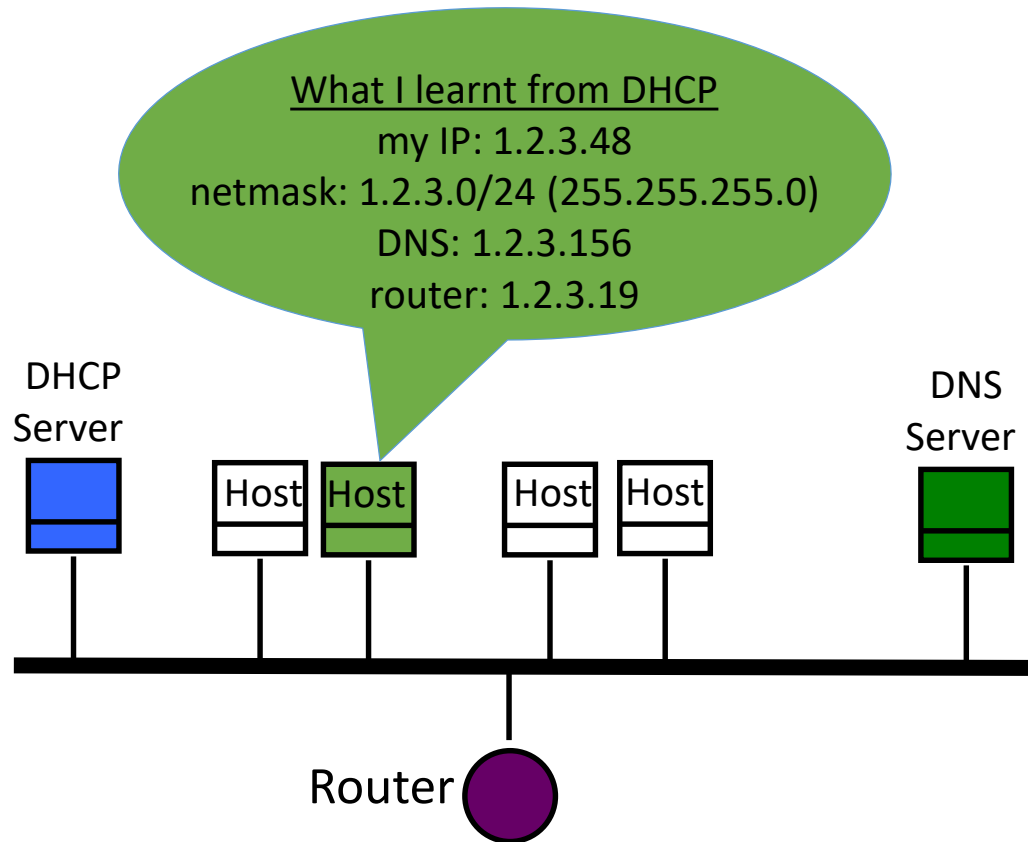 What I learnt from DHCP
my IP: 1.2.3.48
netmask: 1.2.3.0/24 (255.255.255.0)
DNS: 1.2.3.156
router: 1.2.3.19
DHCP
Server
DNS
Server
Host
Host
Host
Host
Router